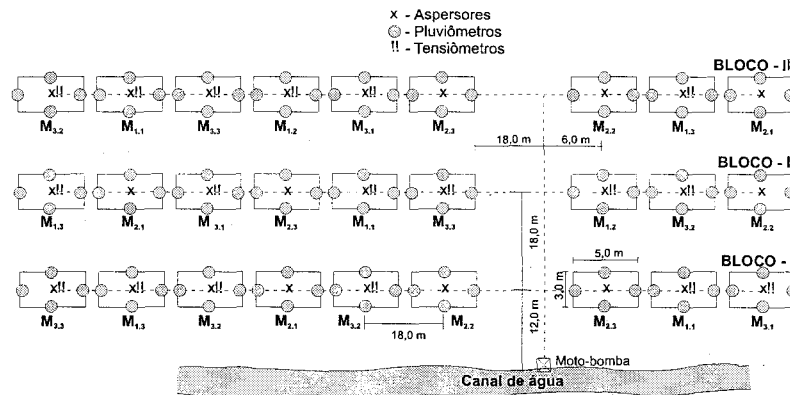 x - Aspersores
- Pluviômetros
!! - Tensiômetros
BLOCO - II
x!! x!! x!! x!! x!! x x x!! x
M3.2 M1.1 M3.3 M1.2 M3.1 M2.3 M2.2 M1.3 M2.1
18,0 m 6,0 m
BLOCO -
x!! x x!! x x!! x!! x!! x!! x
M1.3 M2.1 M3.1 M2.3 M1.1 M3.3 M1.2 M3.2 M2.2
18,0 m
5,0 m
BLOCO -
x!! x!! x!! x x!! x x x!! x!!
3,0 m
M3.3 M1.3 M3.2 M2.1 M3.2 M2.2 M2.3 M1.1 M3.1
18,0 m
12,0 m
Moto-bomba
Canal de água